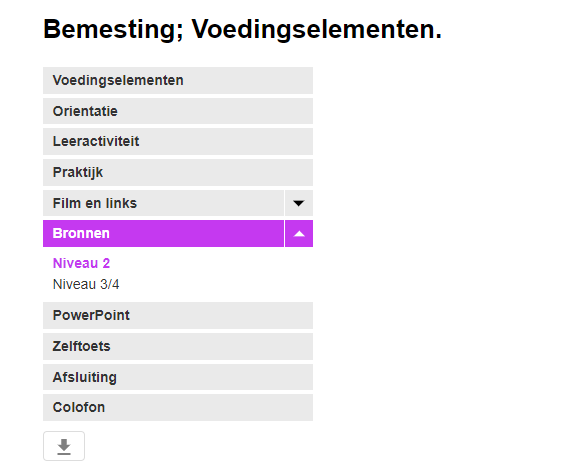 Bemesting; Voedingselementen.
Voedingselementen
Orientatie
Leeractiviteit
Praktijk
Film en links
Bronnen
Niveau 2
Niveau 3/4
PowerPoint
Zelftoets
Afsluiting
Colofon